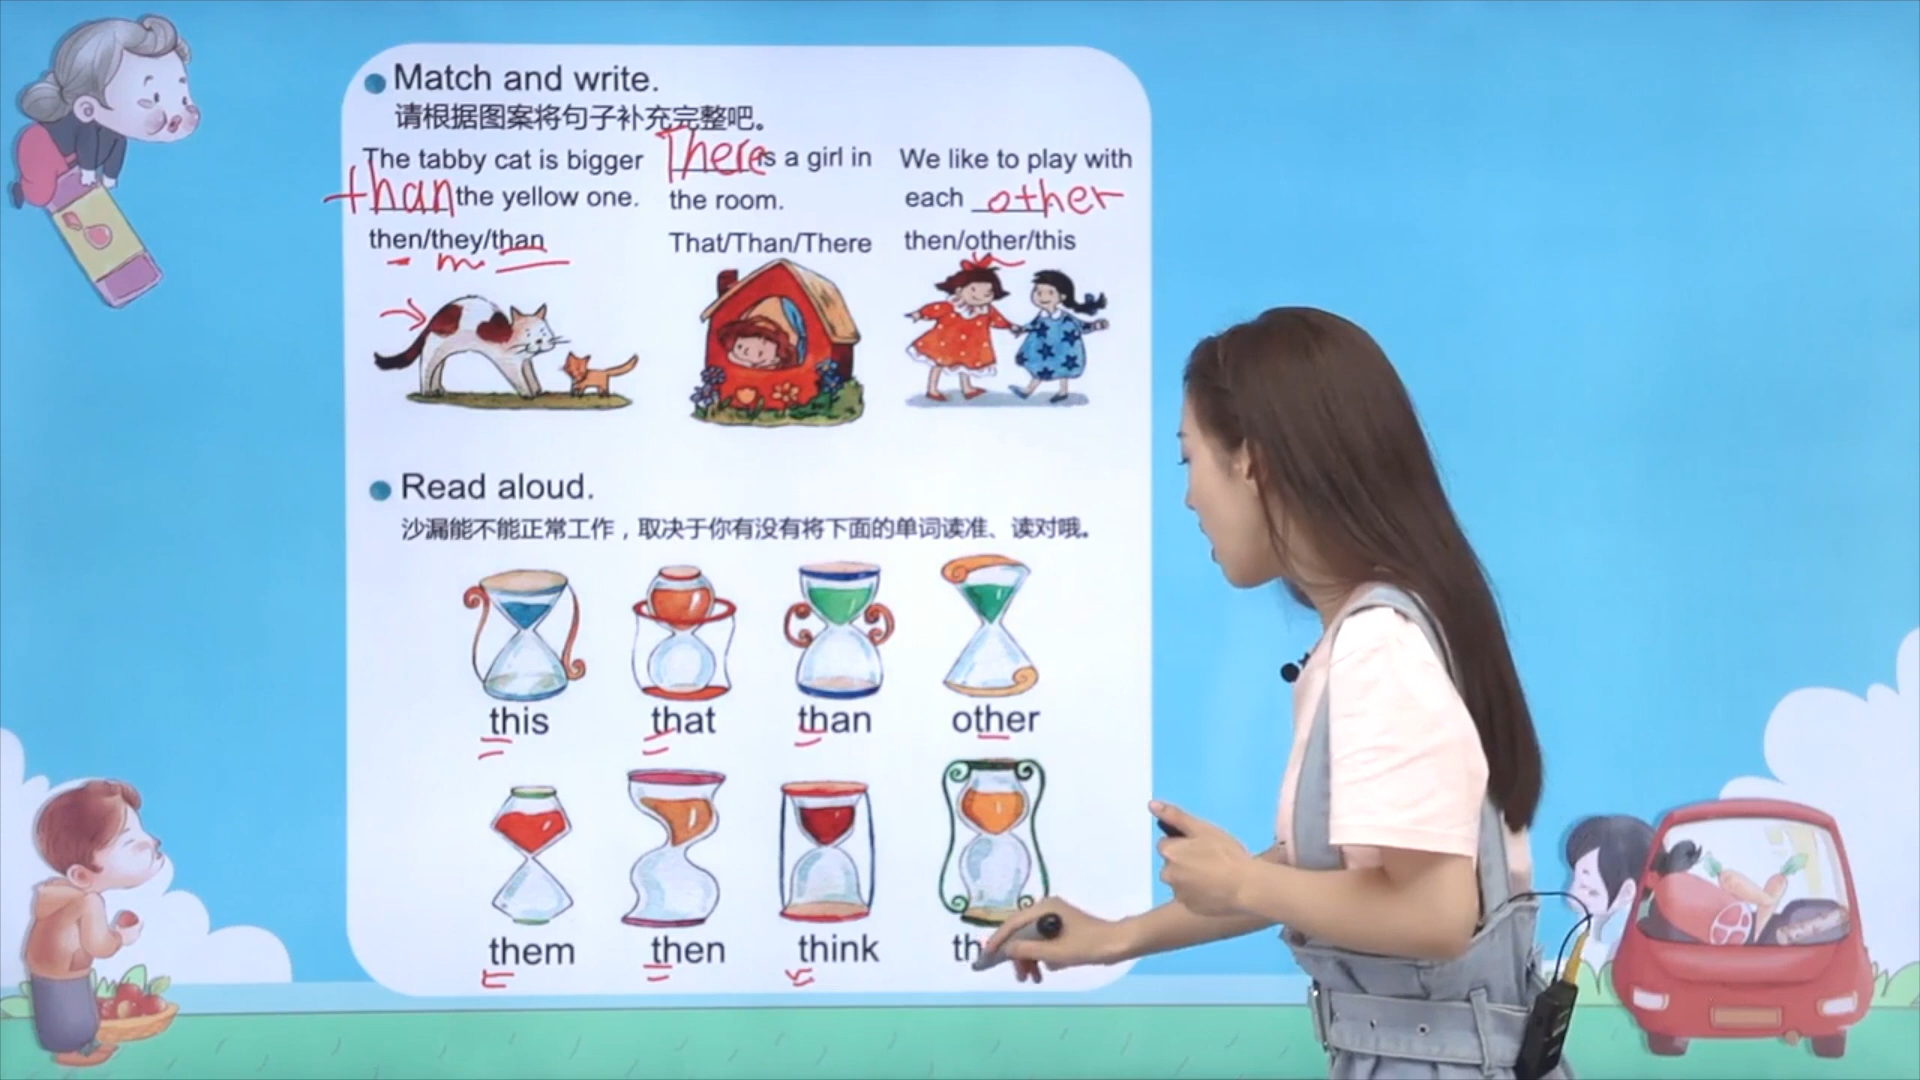 Match and write.
请根据图案将句子补充完整吧。
The tabby cat is bigger
than the yellow one.
then/they/than
There is a girl in
the room.
That/Than/There
We like to play with
each other
then/other/this
Read aloud.
沙漏能不能正常工作，取决于你有没有将下面的单词读准、读对哦。
this that than other
them then think